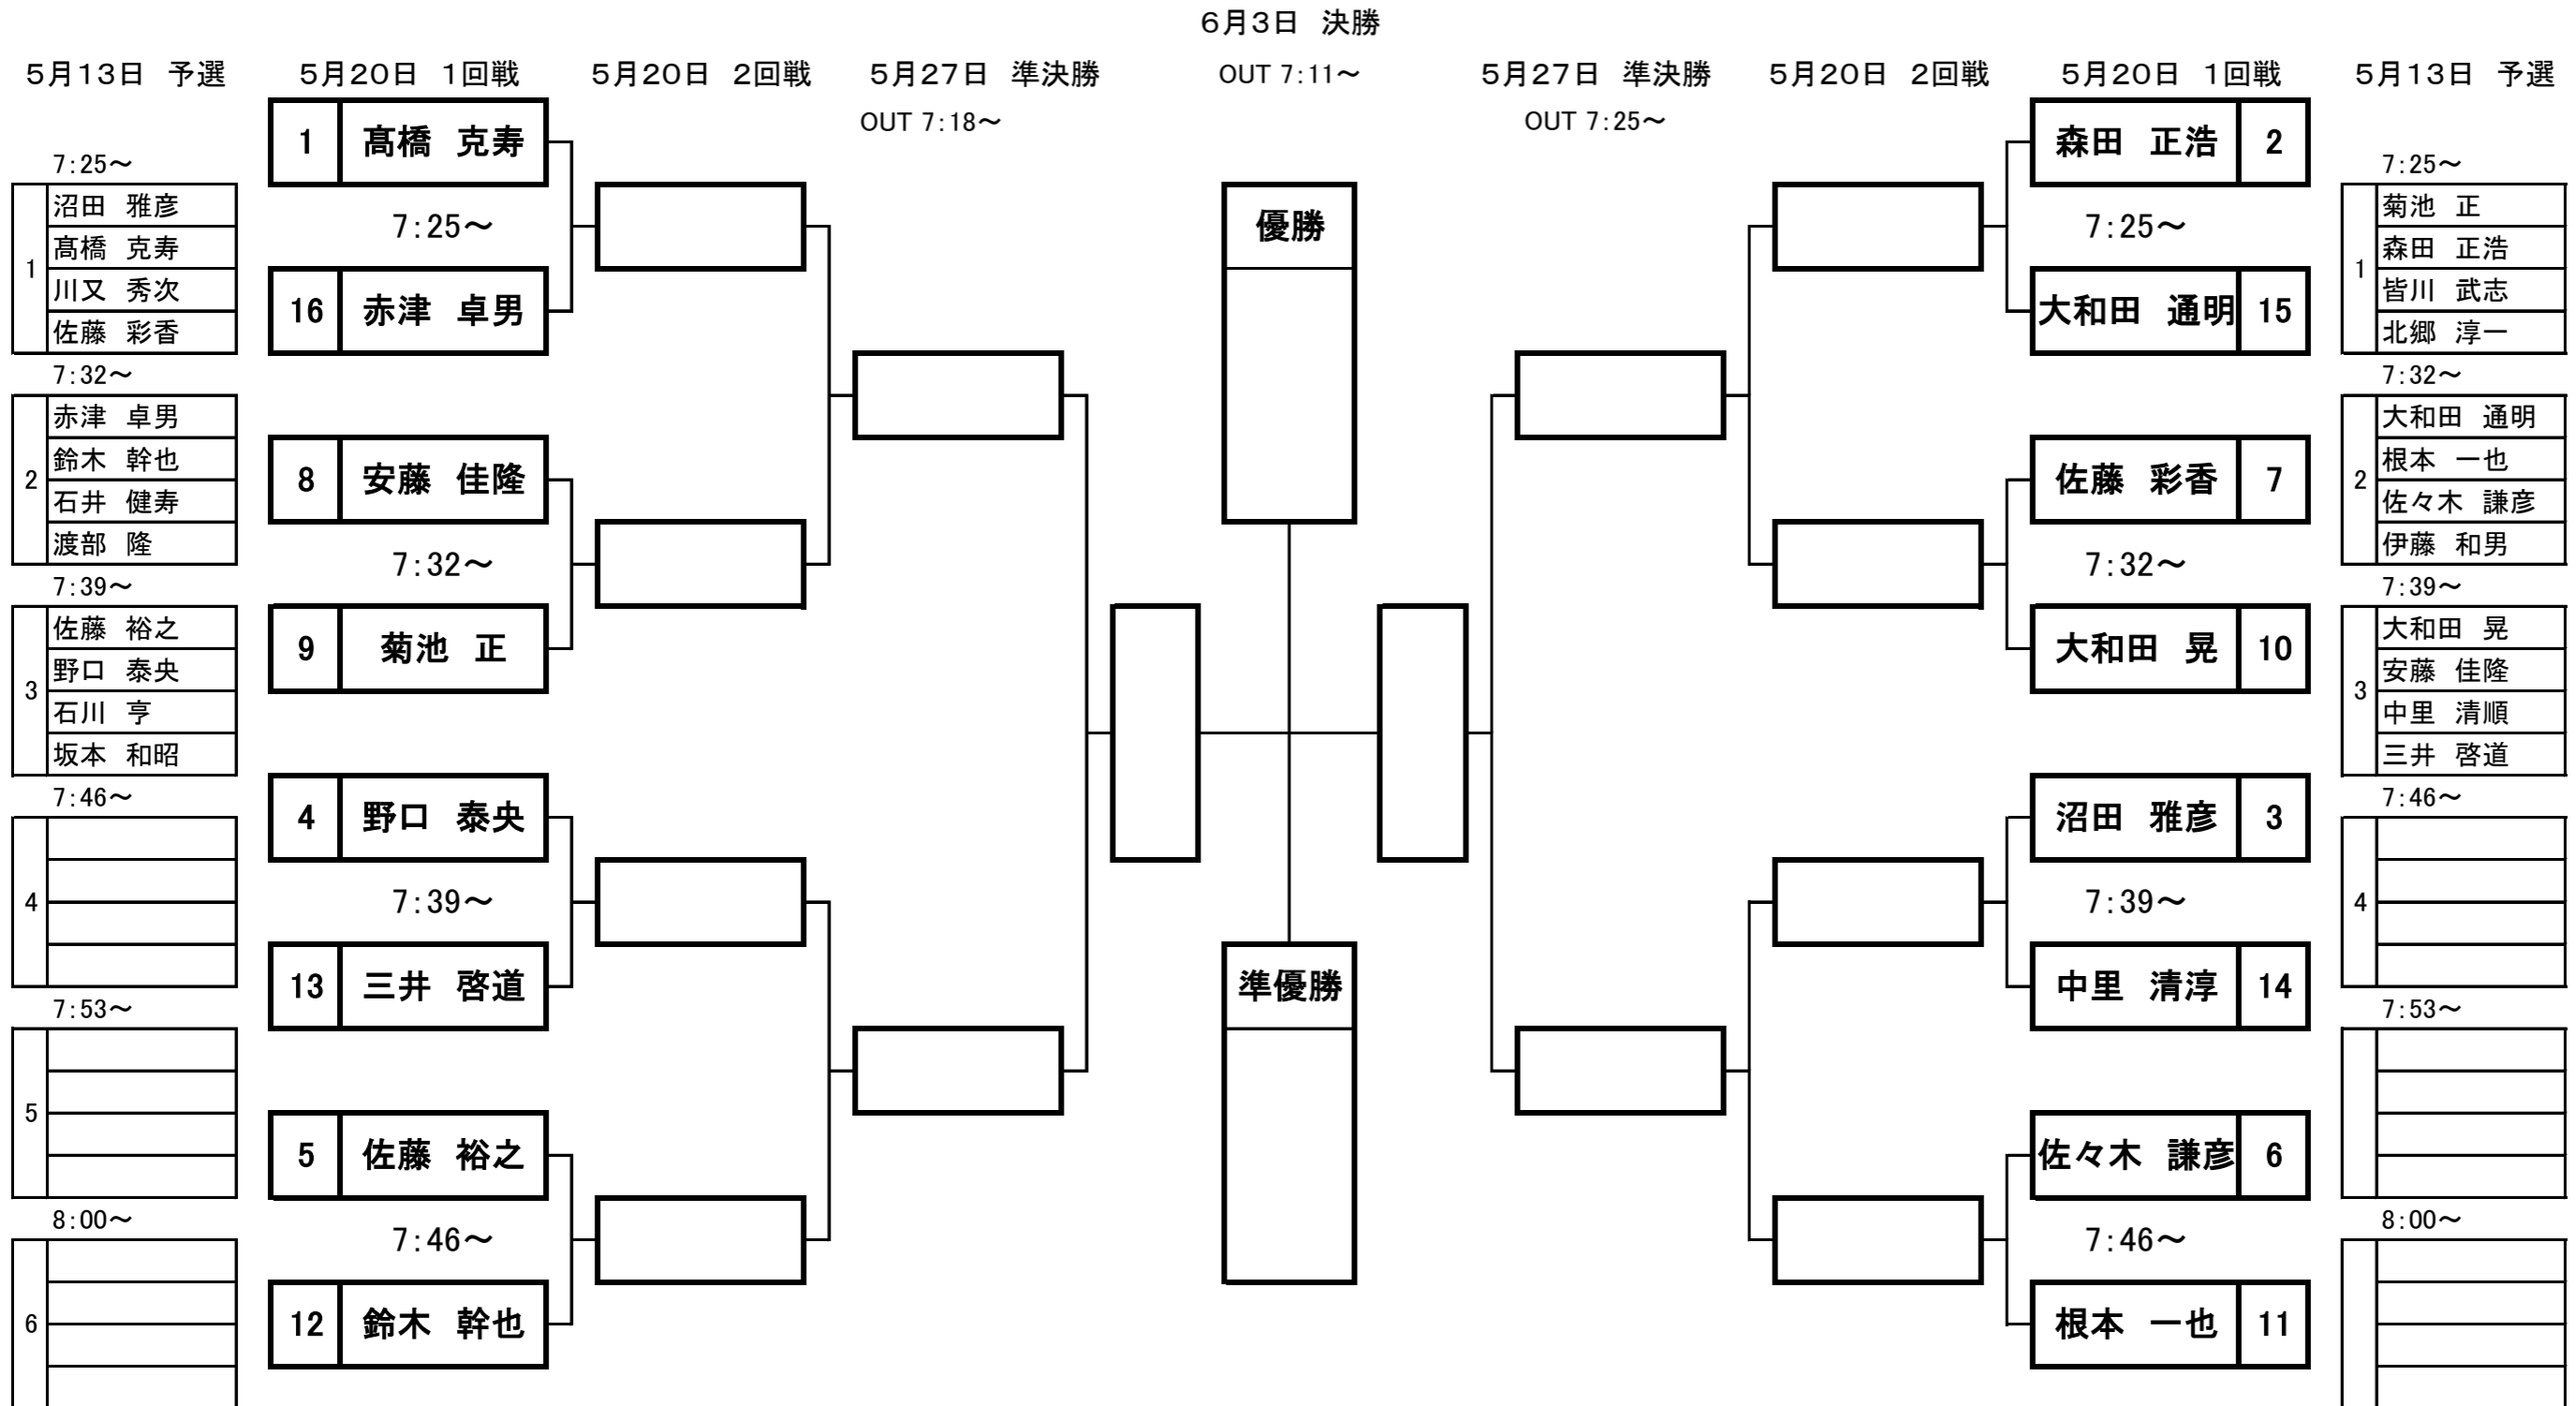 6月3日　決勝
5月13日　予選　5月20日　1回戦　5月20日　2回戦　5月27日　準決勝　OUT 7:11～　5月27日　準決勝　5月20日　2回戦　5月20日　1回戦　5月13日　予選
OUT 7:18～　OUT 7:25～
7:25～
1
沼田　雅彦
髙橋　克寿
川又　秀次
佐藤　彩香
7:32～
2
赤津　卓男
鈴木　幹也
石井　健寿
渡部　隆
7:39～
3
佐藤　裕之
野口　泰央
石川　亨
坂本　和昭
7:46～
4
7:53～
5
8:00～
6
1　髙橋　克寿
7:25～
16　赤津　卓男
8　安藤　佳隆
7:32～
9　菊池　正
4　野口　泰央
7:39～
13　三井　啓道
5　佐藤　裕之
7:46～
12　鈴木　幹也
優勝
準優勝
森田　正浩　2
7:25～
大和田　通明　15
佐藤　彩香　7
7:32～
大和田　晃　10
沼田　雅彦　3
7:39～
中里　清淳　14
佐々木　謙彦　6
7:46～
根本　一也　11
7:25～
1
菊池　正
森田　正浩
皆川　武志
北郷　淳一
7:32～
2
大和田　通明
根本　一也
佐々木　謙彦
伊藤　和男
7:39～
3
大和田　晃
安藤　佳隆
中里　清順
三井　啓道
7:46～
4
7:53～
8:00～